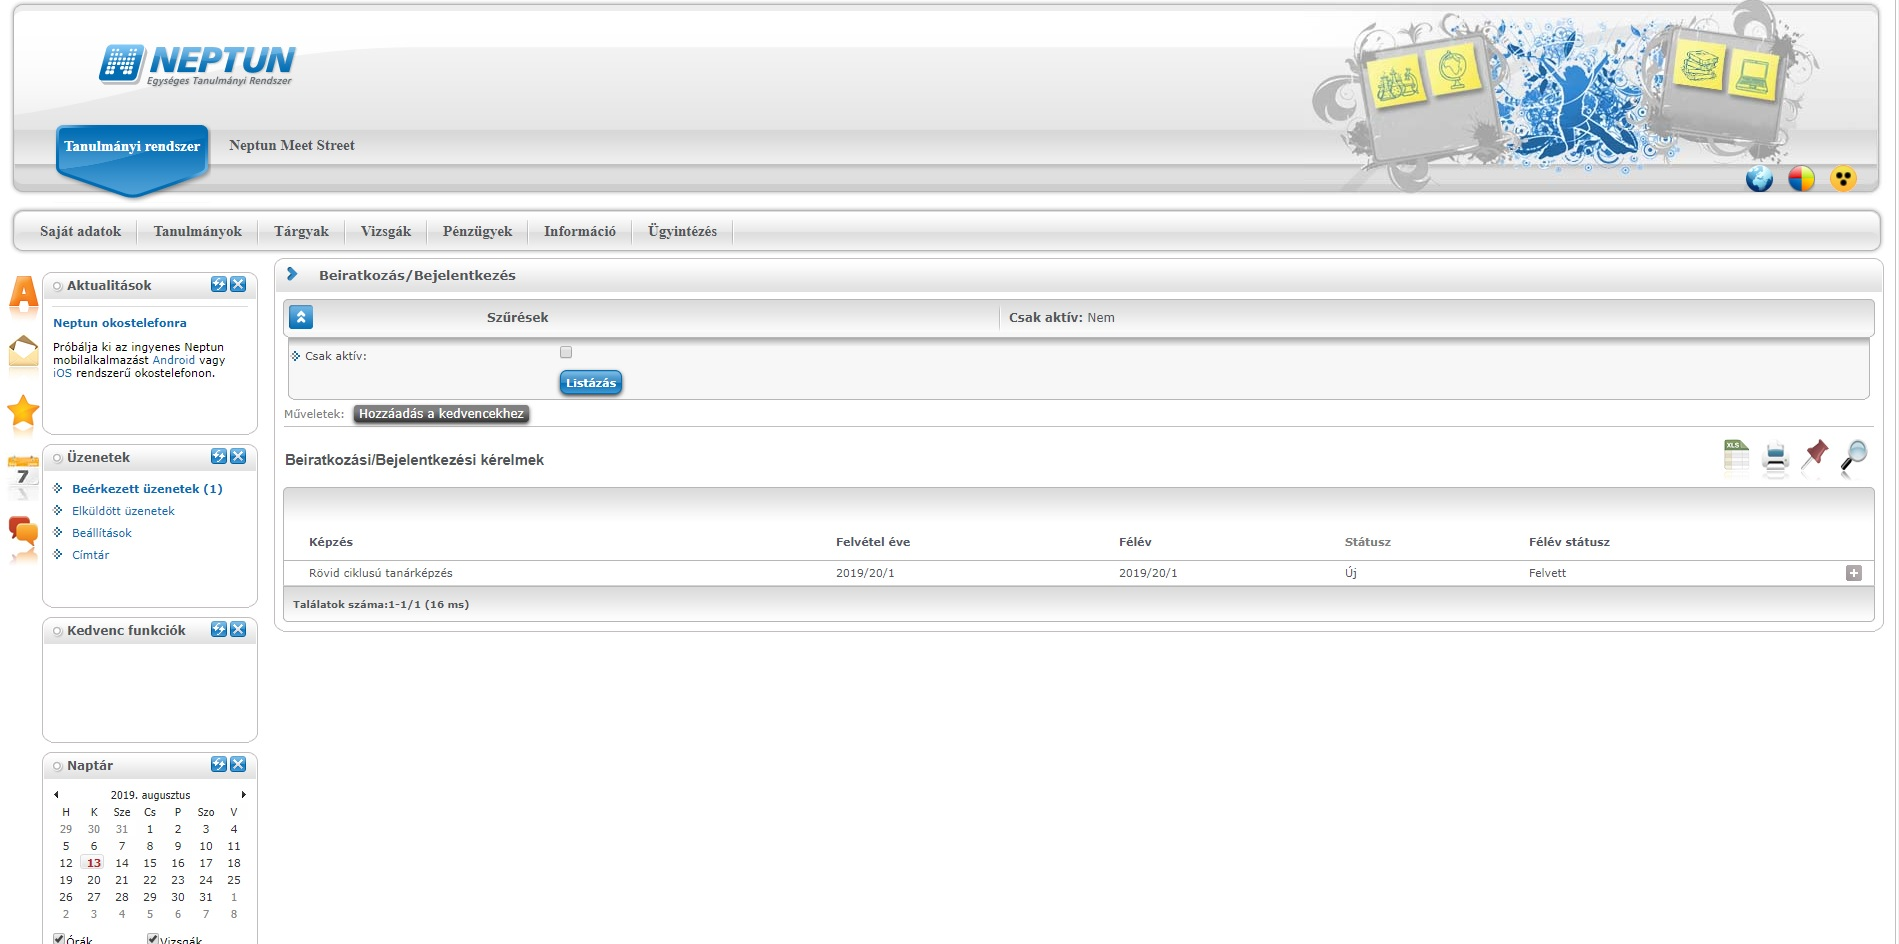 NEPTUN
Egységes Tanulmányi Rendszer
Tanulmányi rendszer
Neptun Meet Street
Saját adatok
Tanulmányok
Tárgyak
Vizsgák
Pénzügyek
Információ
Ügyintézés
Aktualitások
Neptun okostelefonra
Próbálja ki az ingyenes Neptun
mobilalkalmazást Android vagy
iOS rendszerű okostelefonon.
Üzenetek
Beérkezett üzenetek (1)
Elküldött üzenetek
Beállítások
Címtár
Kedvenc funkciók
Naptár
2019. augusztus
H K Sze Cs P Szo V
29 30 31 1 2 3 4
5 6 7 8 9 10 11
12 13 14 15 16 17 18
19 20 21 22 23 24 25
26 27 28 29 30 31 1
2 3 4 5 6 7 8
Órák Vizsgák
A
7
Beiratkozás/Bejelentkezés
Szűrések
Csak aktív: Nem
Csak aktív:
Listázás
Műveletek: Hozzáadás a kedvencekhez
Beiratkozási/Bejelentkezési kérelmek
XLS
Képzés Felvétel éve Félév Státusz Félév státusz
Rövid ciklusú tanárképzés 2019/20/1 2019/20/1 Új Felvett
Találatok száma:1-1/1 (16 ms)